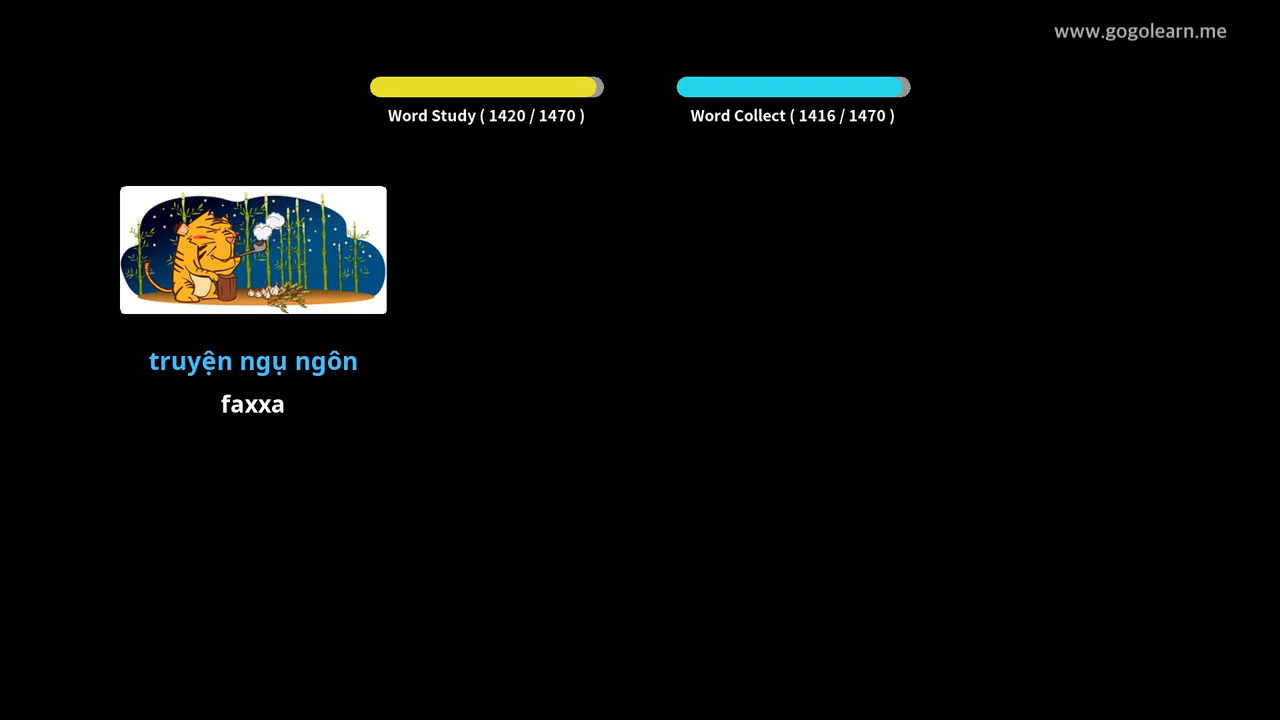 www.gogolearn.me
Word Study ( 1420 / 1470 )
Word Collect ( 1416 / 1470 )
truyện ngụ ngôn
faxxa